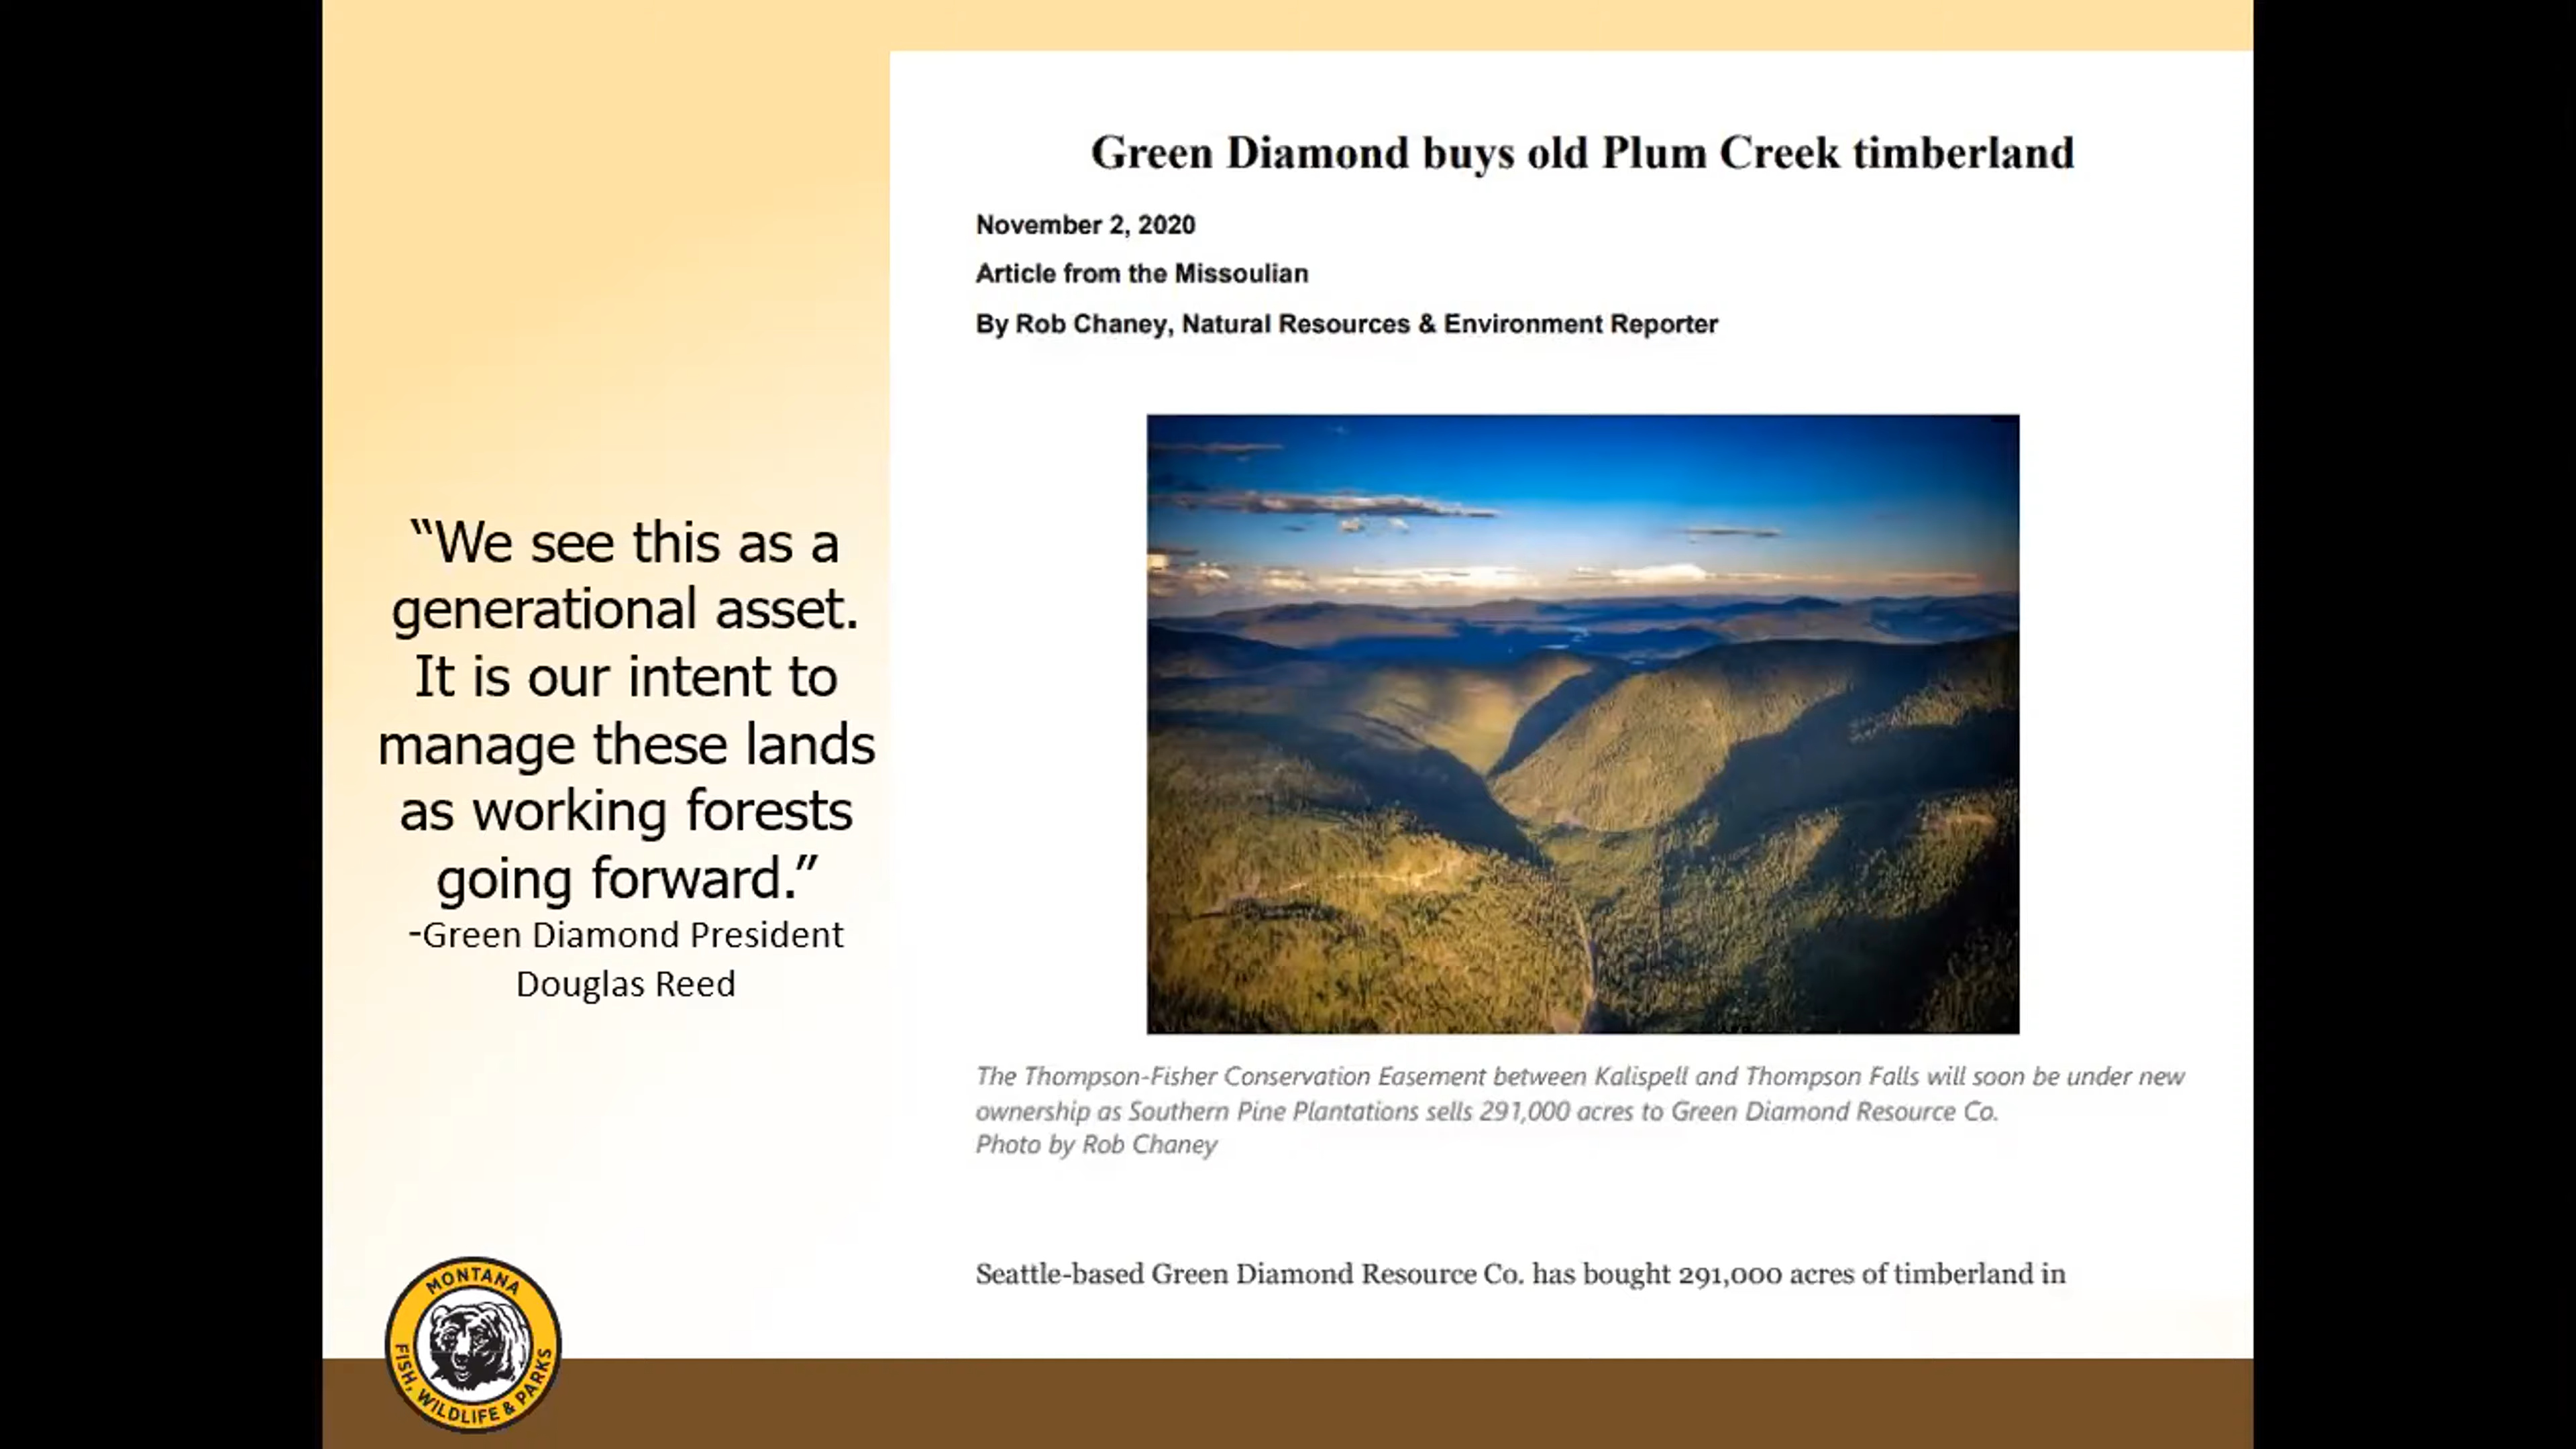 “We see this as a
generational asset.
It is our intent to
manage these lands
as working forests
going forward.”
-Green Diamond President
Douglas Reed
Green Diamond buys old Plum Creek timberland
November 2, 2020
Article from the Missoulian
By Rob Chaney, Natural Resources & Environment Reporter
The Thompson-Fisher Conservation Easement between Kalispell and Thompson Falls will soon be under new
ownership as Southern Pine Plantations sells 291,000 acres to Green Diamond Resource Co.
Photo by Rob Chaney
Seattle-based Green Diamond Resource Co. has bought 291,000 acres of timberland in
MONTANA
FISH, WILDLIFE & PARKS